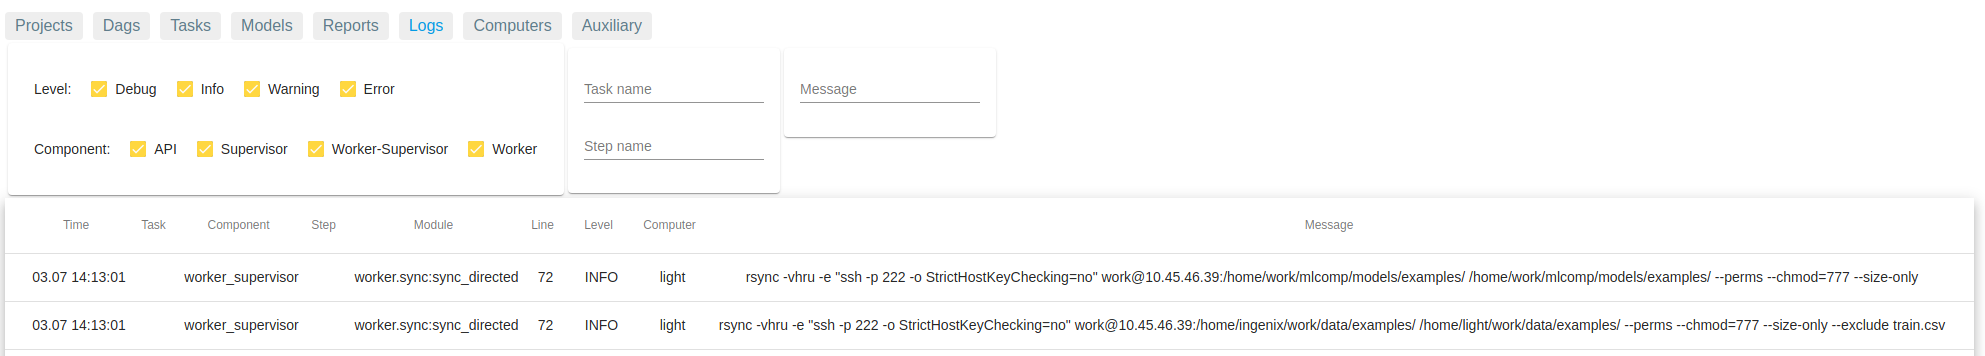 Projects Dags Tasks Models Reports Logs Computers Auxiliary
Level: Debug Info Warning Error
Task name
Message
Component: API Supervisor Worker-Supervisor Worker
Step name
Time Task Component Step Module Line Level Computer Message
03.07 14:13:01 worker_supervisor worker.sync:sync_directed 72 INFO light rsync -vhru -e "ssh -p 222 -o StrictHostKeyChecking=no" work@10.45.46.39:/home/work/mlcomp/models/examples/ /home/work/mlcomp/models/examples/ --perms --chmod=777 --size-only
03.07 14:13:01 worker_supervisor worker.sync:sync_directed 72 INFO light rsync -vhru -e "ssh -p 222 -o StrictHostKeyChecking=no" work@10.45.46.39:/home/ingenix/work/data/examples/ /home/light/work/data/examples/ --perms --chmod=777 --size-only --exclude train.csv